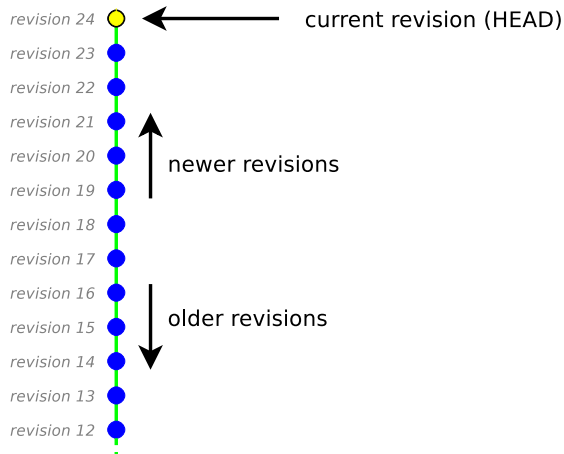 revision 24
current revision (HEAD)
revision 23
revision 22
revision 21
revision 20
newer revisions
revision 19
revision 18
revision 17
revision 16
older revisions
revision 15
revision 14
revision 13
revision 12